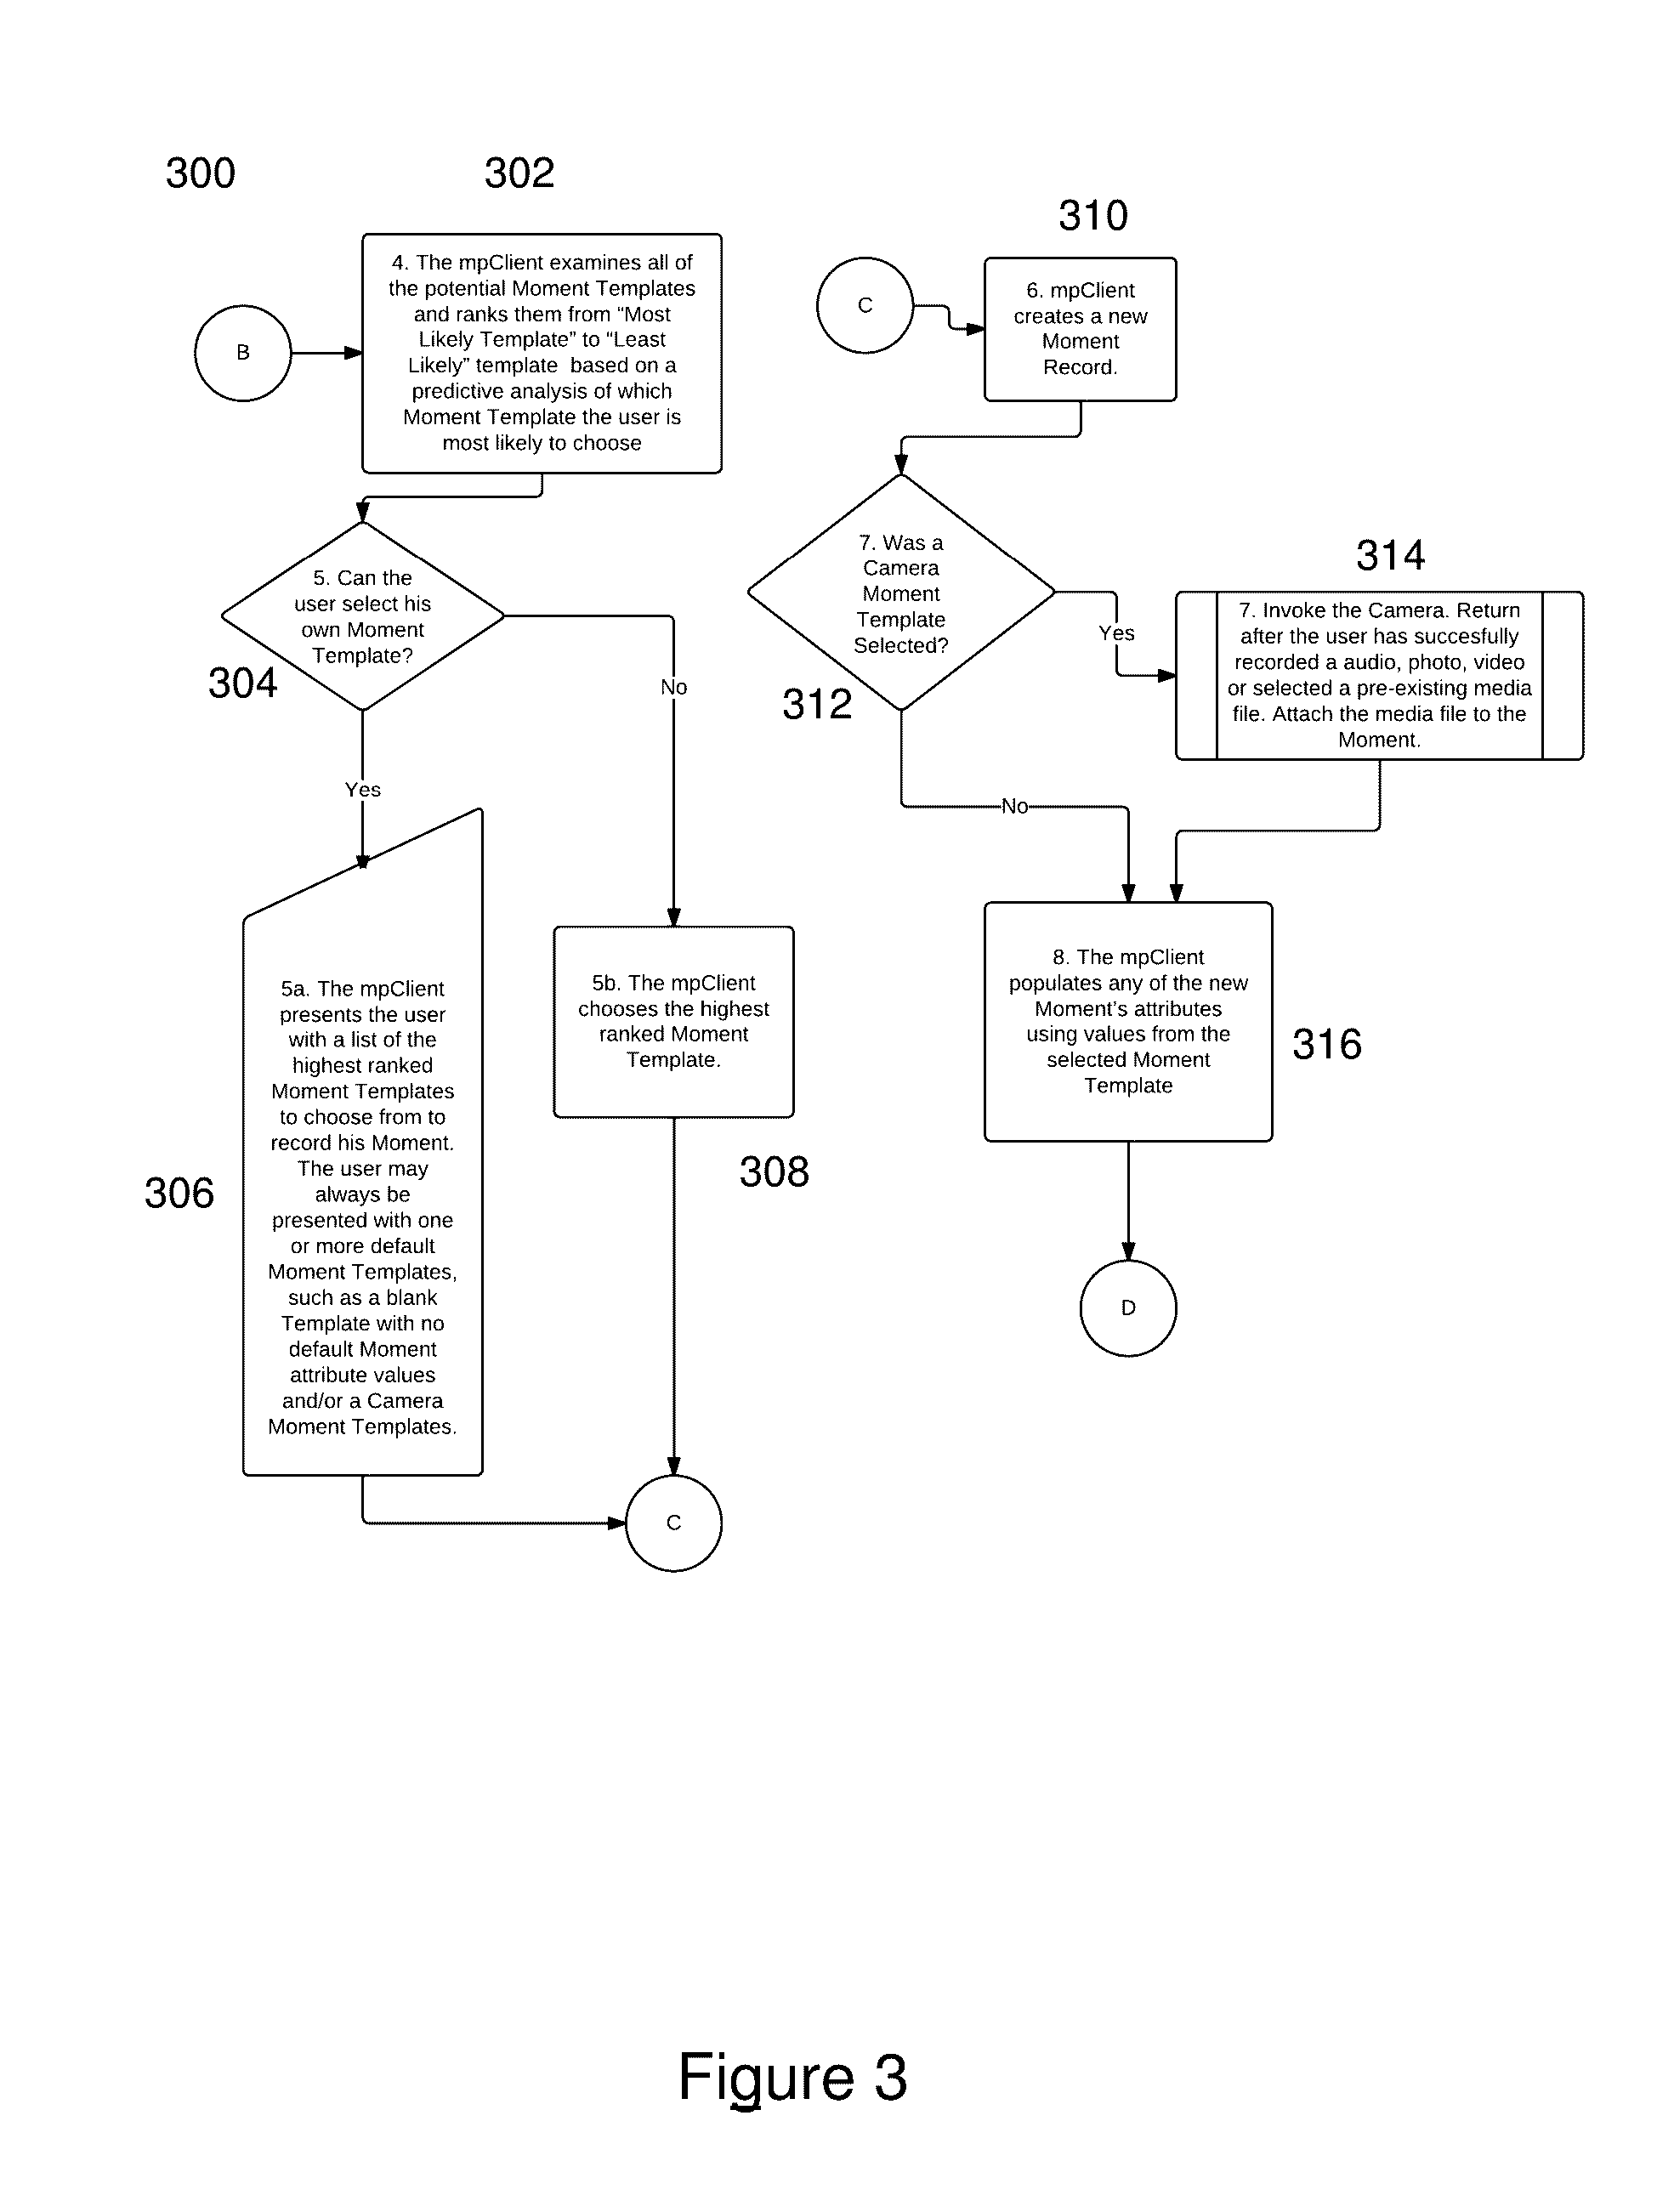 300
302
B
4. The mpClient examines all of
the potential Moment Templates
and ranks them from “Most
Likely Template” to “Least
Likely” template based on a
predictive analysis of which
Moment Template the user is
most likely to choose
5. Can the
user select his
own Moment
Template?
304
No
Yes
5a. The mpClient
presents the user
with a list of the
highest ranked
Moment Templates
to choose from to
record his Moment.
The user may
always be
presented with one
or more default
Moment Templates,
such as a blank
Template with no
default Moment
attribute values
and/or a Camera
Moment Templates.
306
5b. The mpClient
chooses the highest
ranked Moment
Template.
308
C
310
C
6. mpClient
creates a new
Moment
Record.
7. Was a
Camera
Moment
Template
Selected?
312
Yes
314
7. Invoke the Camera. Return
after the user has succesfully
recorded a audio, photo, video
or selected a pre-existing media
file. Attach the media file to the
Moment.
No
8. The mpClient
populates any of the new
Moment’s attributes
using values from the
selected Moment
Template
316
D
Figure 3